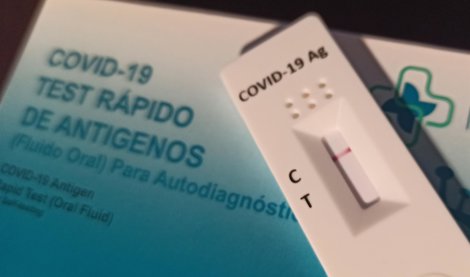 COVID-19
TEST RÁPIDO
DE ANTIGENOS
(Fluido Oral) Para Autodiagnósti
COVID-19 Antigen
Rapid Test (Oral Fluid)
COVID-19 Ag
C
T